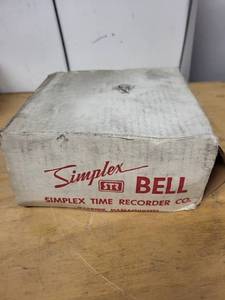 Simplex
STR BELL
SIMPLEX TIME RECORDER CO.